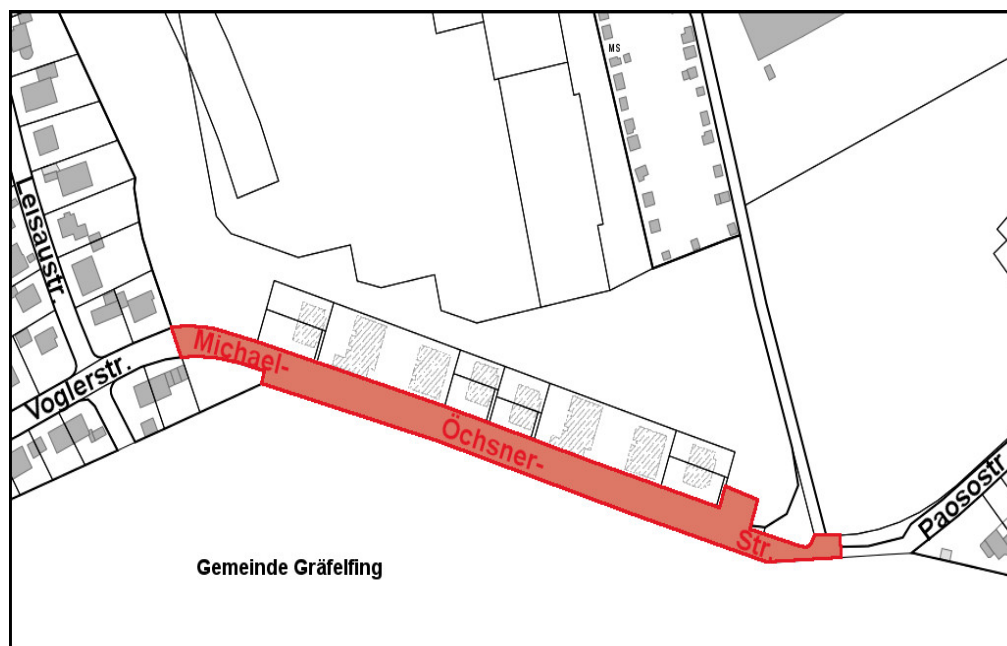 MS
Leisaustr.
Voglerstr.
Michael-
Öchsner-
Str.
Paosostr
Gemeinde Gräfelfing